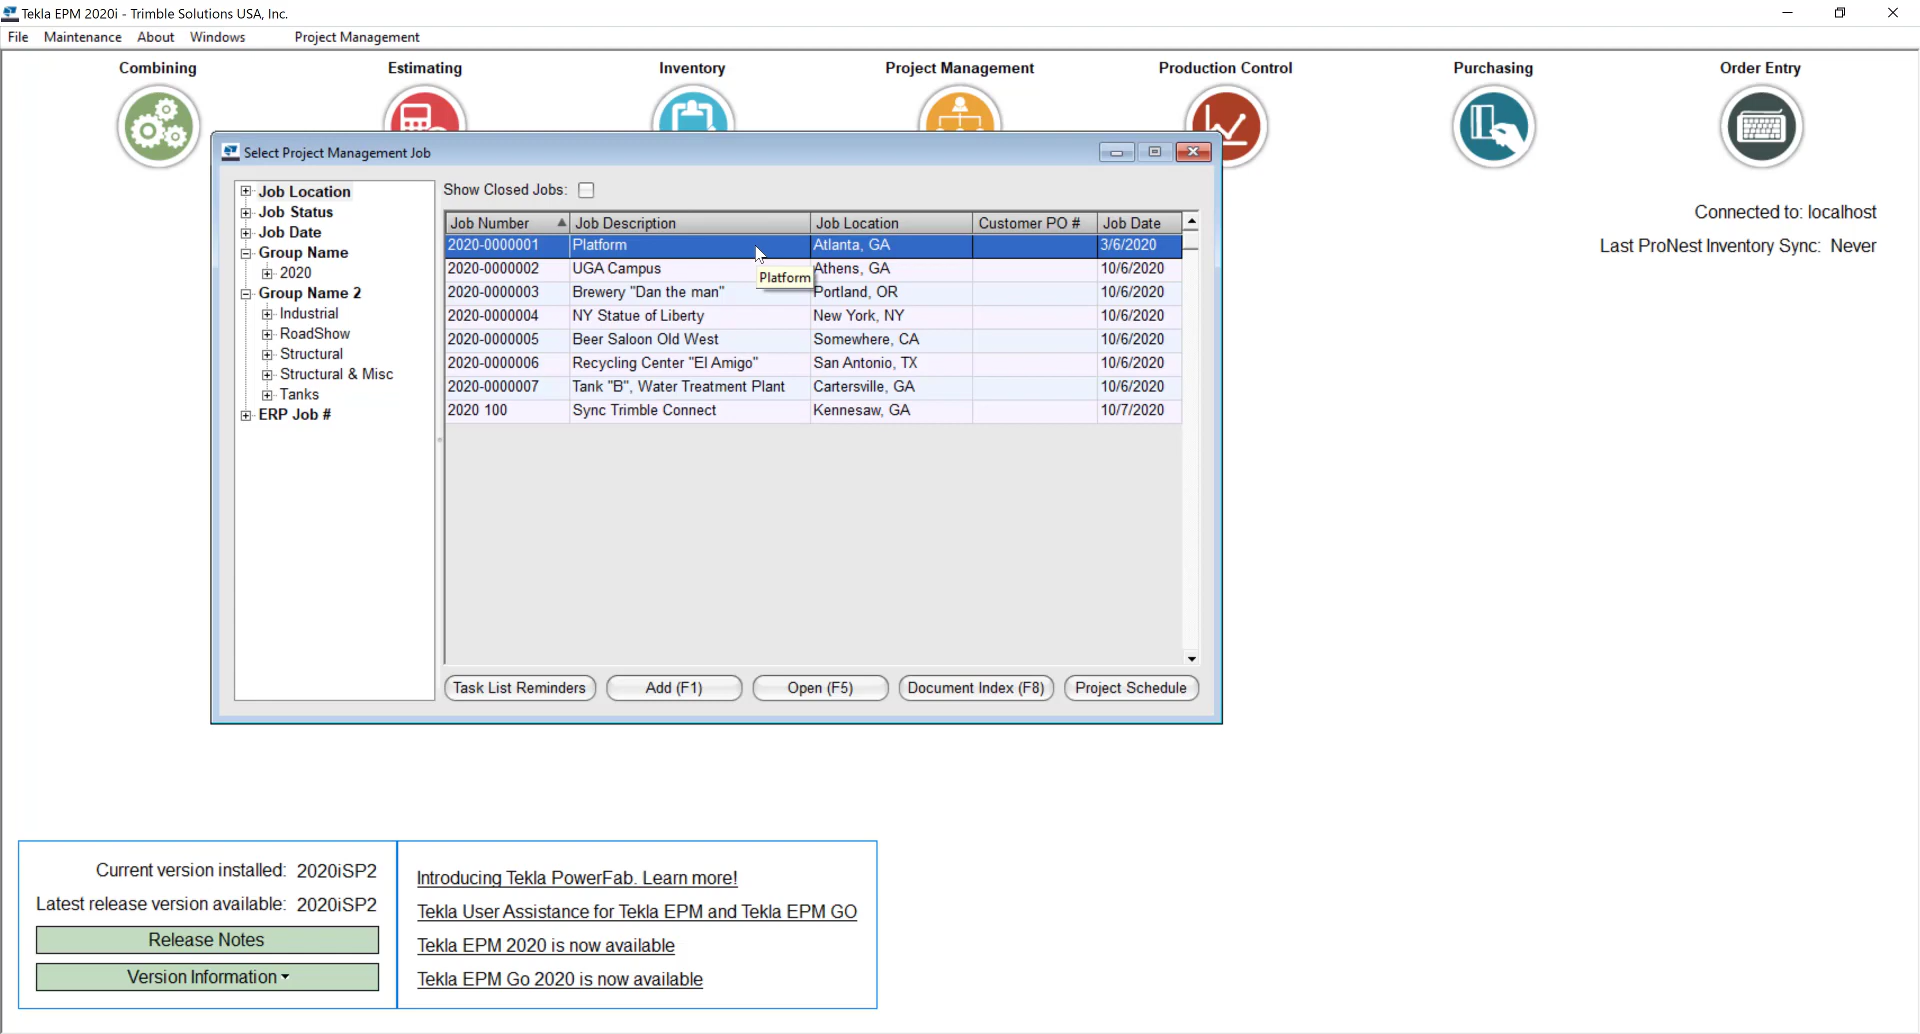 Tekla EPM 2020i - Trimble Solutions USA, Inc.
File Maintenance About Windows Project Management
Combining Estimating Inventory Project Management Production Control Purchasing Order Entry
Connected to: localhost
Last ProNest Inventory Sync: Never
Select Project Management Job
Job Location
Job Status
Job Date
Group Name
2020
Group Name 2
Industrial
RoadShow
Structural
Structural & Misc
Tanks
ERP Job #
Show Closed Jobs:
Job Number Job Description Job Location Customer PO # Job Date
2020-0000001 Platform Atlanta, GA 3/6/2020
2020-0000002 UGA Campus Athens, GA 10/6/2020
Platform
2020-0000003 Brewery "Dan the man" Portland, OR 10/6/2020
2020-0000004 NY Statue of Liberty New York, NY 10/6/2020
2020-0000005 Beer Saloon Old West Somewhere, CA 10/6/2020
2020-0000006 Recycling Center "El Amigo" San Antonio, TX 10/6/2020
2020-0000007 Tank "B", Water Treatment Plant Cartersville, GA 10/6/2020
2020 100 Sync Trimble Connect Kennesaw, GA 10/7/2020
Task List Reminders Add (F1) Open (F5) Document Index (F8) Project Schedule
Current version installed: 2020iSP2
Latest release version available: 2020iSP2
Release Notes
Version Information
Introducing Tekla PowerFab. Learn more!
Tekla User Assistance for Tekla EPM and Tekla EPM GO
Tekla EPM 2020 is now available
Tekla EPM Go 2020 is now available